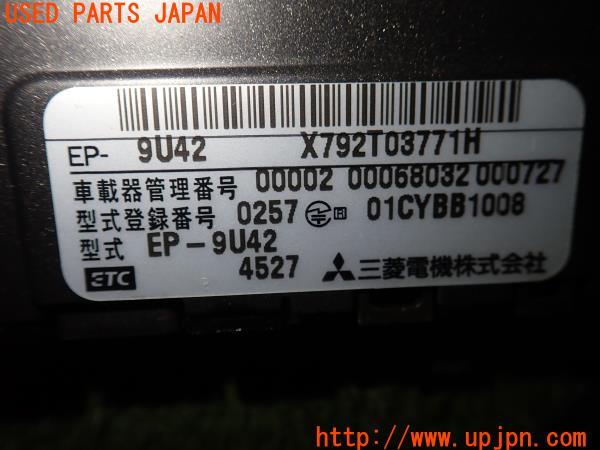 USED PARTS JAPAN
EP- 9U42 X792T03771H
車載器管理番号 00002 00068032 000727
型式登録番号 0257 R 01CYBB1008
型式 EP-9U42
ETC 4527 三菱電機株式会社
UPJ
http://www.upjpn.com/